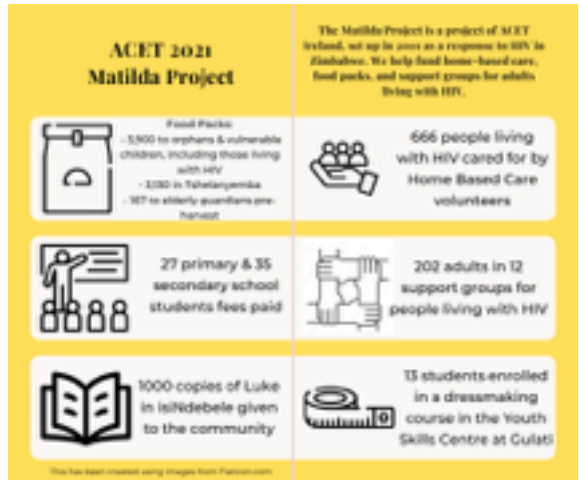 ACET 2021
Matilda Project
The Matilda Project is a project of ACET
Ireland, set up in 2001 as a response to HIV in
Zimbabwe. We help fund home-based care,
food packs, and support groups for adults
living with HIV.
Food Packs:
- 3,900 to orphans & vulnerable
children, including those living
with HIV
in Tshelanyemba
- 167 to elderly guardians pre-
harvest
666 people living
with HIV cared for by
Home Based Care
volunteers
27 primary & 35
secondary school
students fees paid
202 adults in 12
support groups for
people living with HIV
1000 copies of Luke
in isiNdebele given
to the community
13 students enrolled
in a dressmaking
course in the Youth
Skills Centre at Gulati
This has been created using images from Flaticon.com